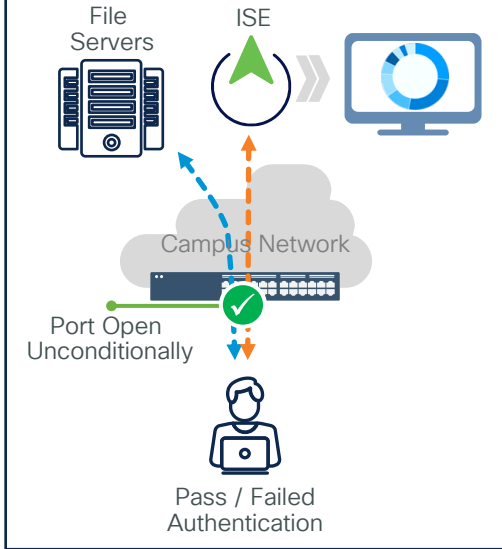 File
Servers
ISE
Campus Network
Port Open
Unconditionally
Pass / Failed
Authentication